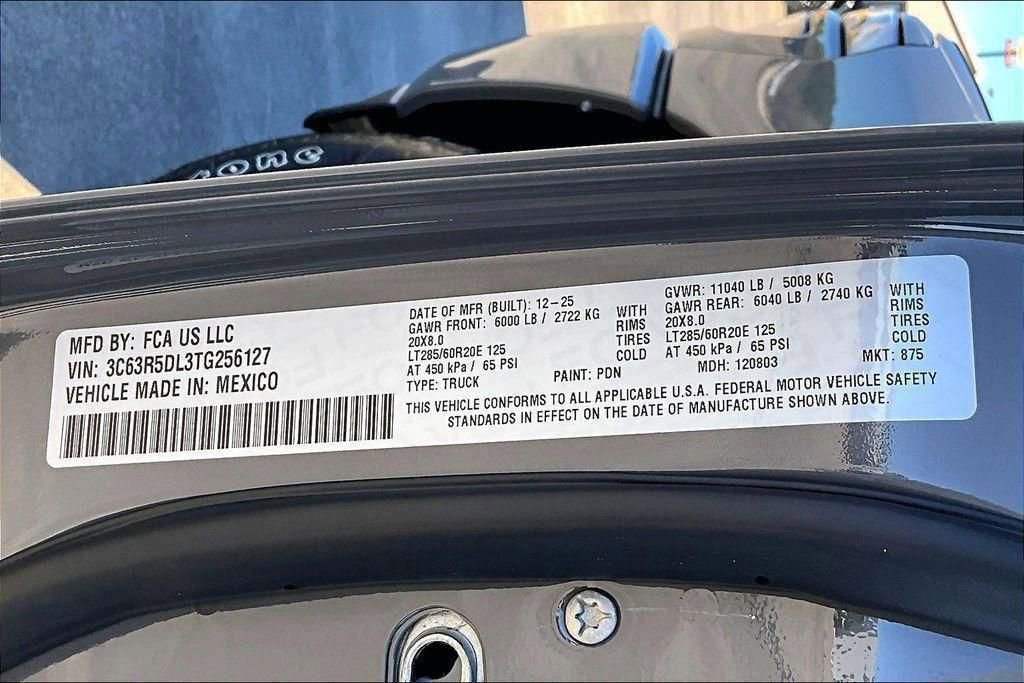 MFD BY: FCA US LLC
VIN: 3C63R5DL3TG256127
VEHICLE MADE IN: MEXICO
DATE OF MFR (BUILT): 12-25
GAWR FRONT: 6000 LB / 2722 KG WITH
20X8.0 RIMS
LT285/60R20E 125 TIRES
AT 450 kPa / 65 PSI COLD
TYPE: TRUCK PAINT: PDN
GVWR: 11040 LB / 5008 KG
GAWR REAR: 6040 LB / 2740 KG WITH
20X8.0 RIMS
LT285/60R20E 125 TIRES
AT 450 kPa / 65 PSI COLD
MDH: 120803 MKT: 875
THIS VEHICLE CONFORMS TO ALL APPLICABLE U.S.A. FEDERAL MOTOR VEHICLE SAFETY
STANDARDS IN EFFECT ON THE DATE OF MANUFACTURE SHOWN ABOVE.